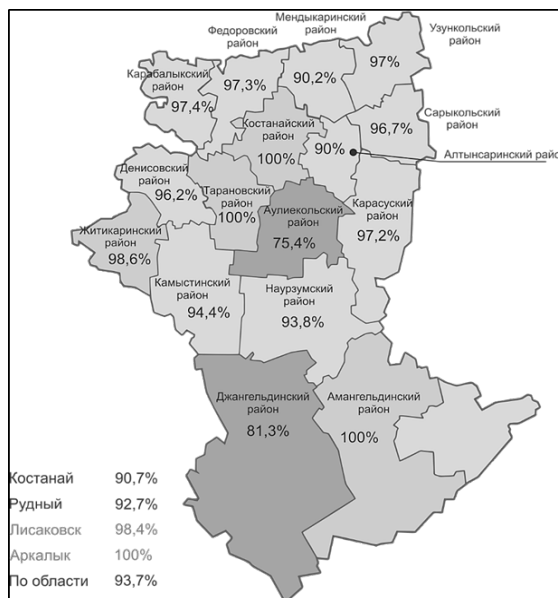 Мендыкаринский
район
Узункольский
район
Федоровский
район
97%
90,2%
97,3%
Карабалыкский
район
97,4%
Сарыкольский
район
96,7%
Костанайский
район
100%
90%
Алтынсаринский райо
Денисовский
район
96,2%
Тарановский
район
100%
Аулиекольский
район
75,4%
Карасуский
район
97,2%
Житикаринский
район
98,6%
Камыстинский
район
94,4%
Наурзумский
район
93,8%
Джангельдинский
район
81,3%
Амангельдинский
район
100%
Костанай 90,7%
Рудный 92,7%
Лисаковск 98,4%
Аркалык 100%
По области 93,7%